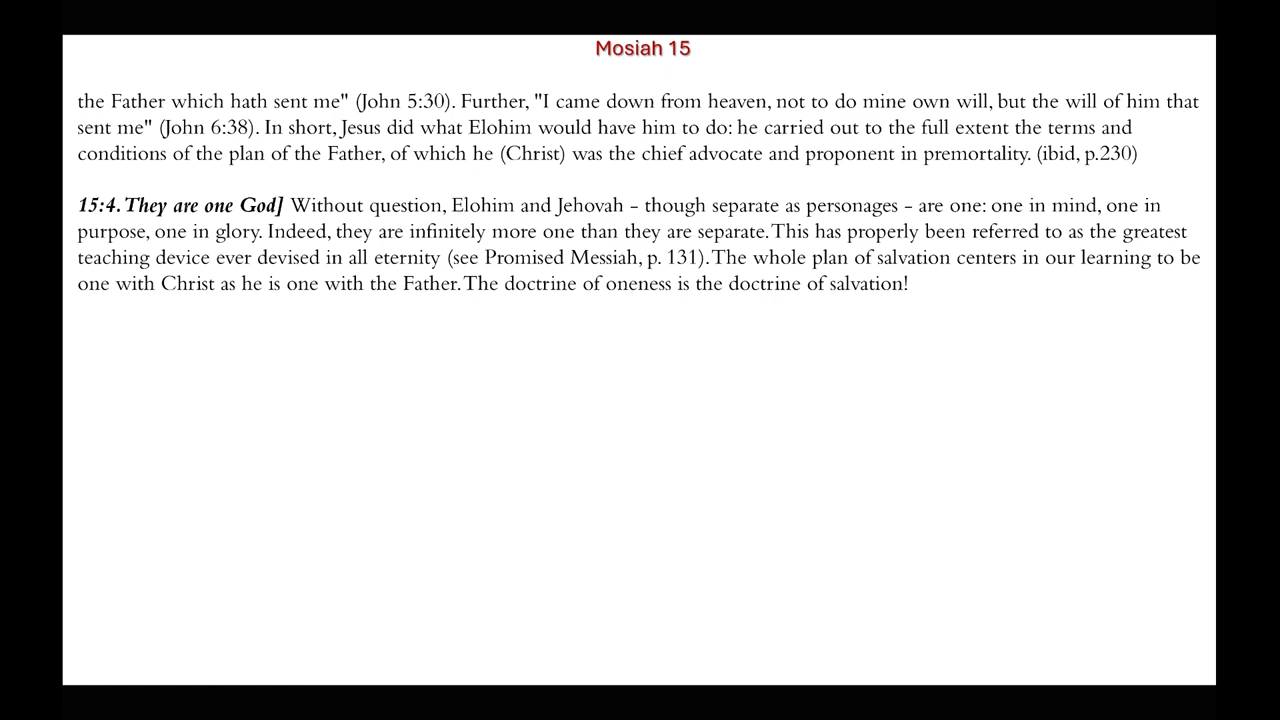 Mosiah 15
the Father which hath sent me" (John 5:30). Further, "I came down from heaven, not to do mine own will, but the will of him that
sent me" (John 6:38). In short, Jesus did what Elohim would have him to do: he carried out to the full extent the terms and
conditions of the plan of the Father, of which he (Christ) was the chief advocate and proponent in premortality. (ibid, p.230)
15:4. They are one God] Without question, Elohim and Jehovah - though separate as personages - are one: one in mind, one in
purpose, one in glory. Indeed, they are infinitely more one than they are separate. This has properly been referred to as the greatest
teaching device ever devised in all eternity (see Promised Messiah, p. 131). The whole plan of salvation centers in our learning to be
one with Christ as he is one with the Father. The doctrine of oneness is the doctrine of salvation!